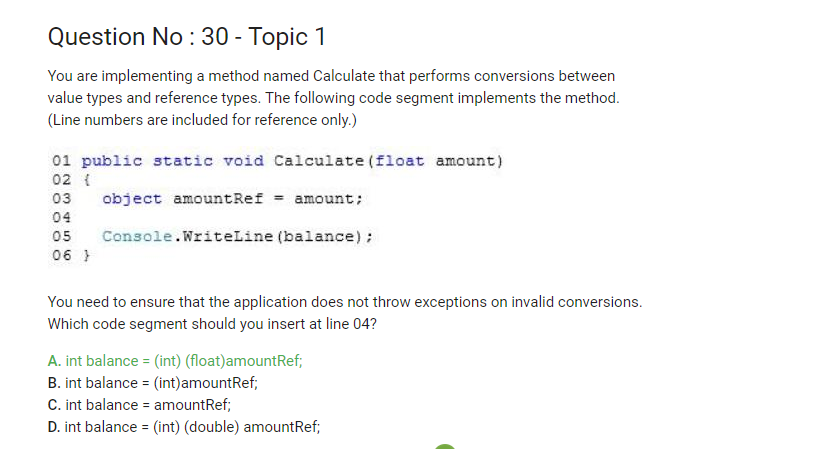 Question No : 30 - Topic 1
You are implementing a method named Calculate that performs conversions between
value types and reference types. The following code segment implements the method.
(Line numbers are included for reference only.)
01 public static void Calculate(float amount)
02 {
03 object amountRef = amount;
04
05 Console.WriteLine(balance);
06 }
You need to ensure that the application does not throw exceptions on invalid conversions.
Which code segment should you insert at line 04?
A. int balance = (int) (float)amountRef;
B. int balance = (int)amountRef;
C. int balance = amountRef;
D. int balance = (int) (double) amountRef;